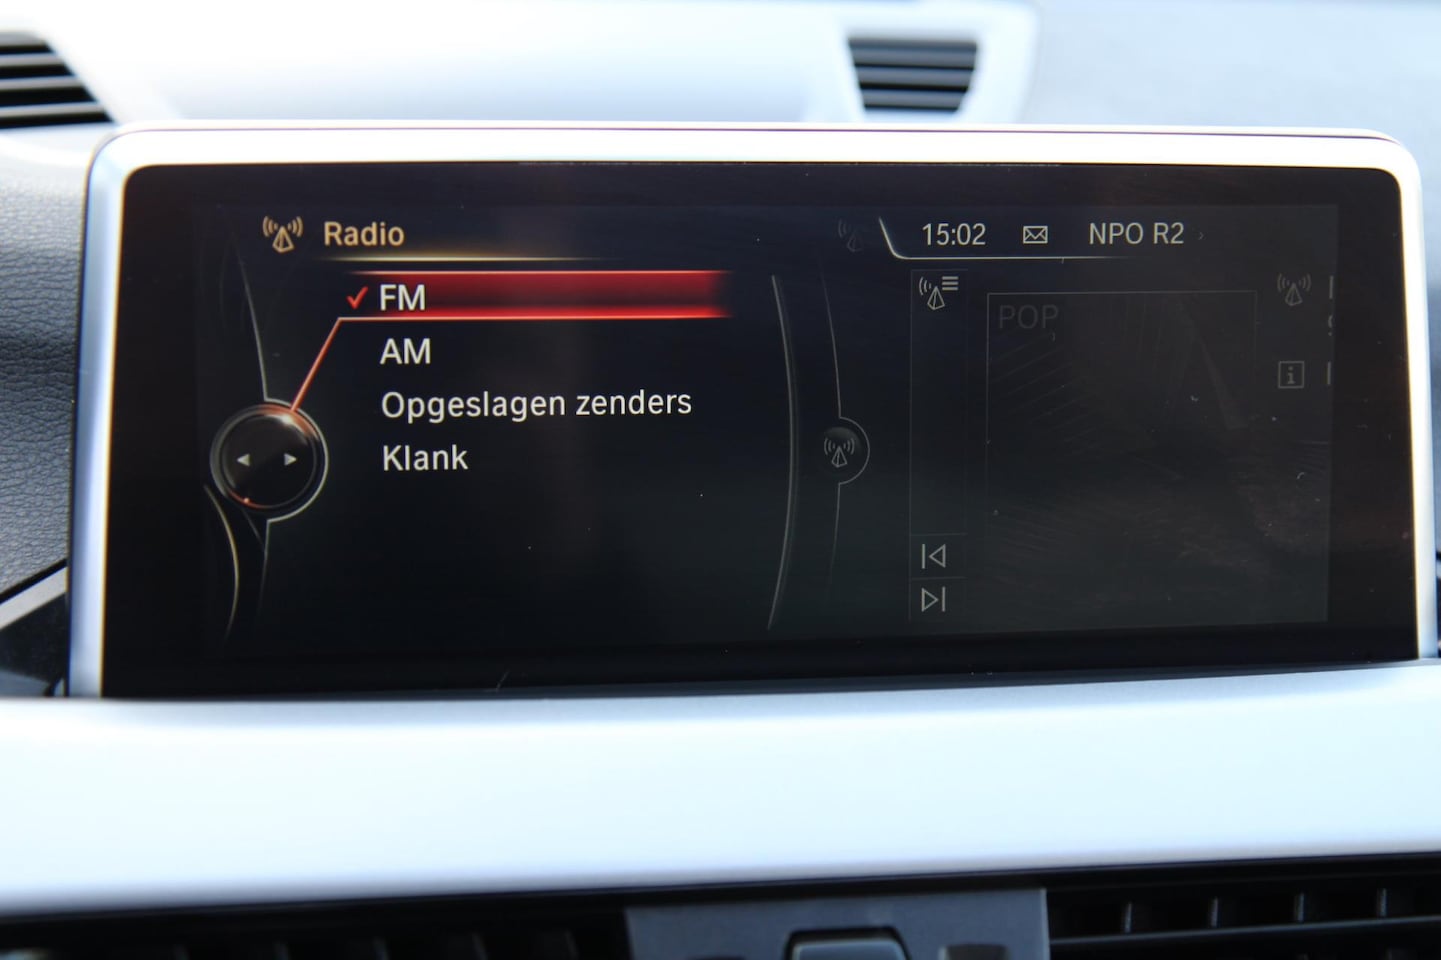 Radio
15:02 NPO R2
FM
AM
Opgeslagen zenders
Klank
POP